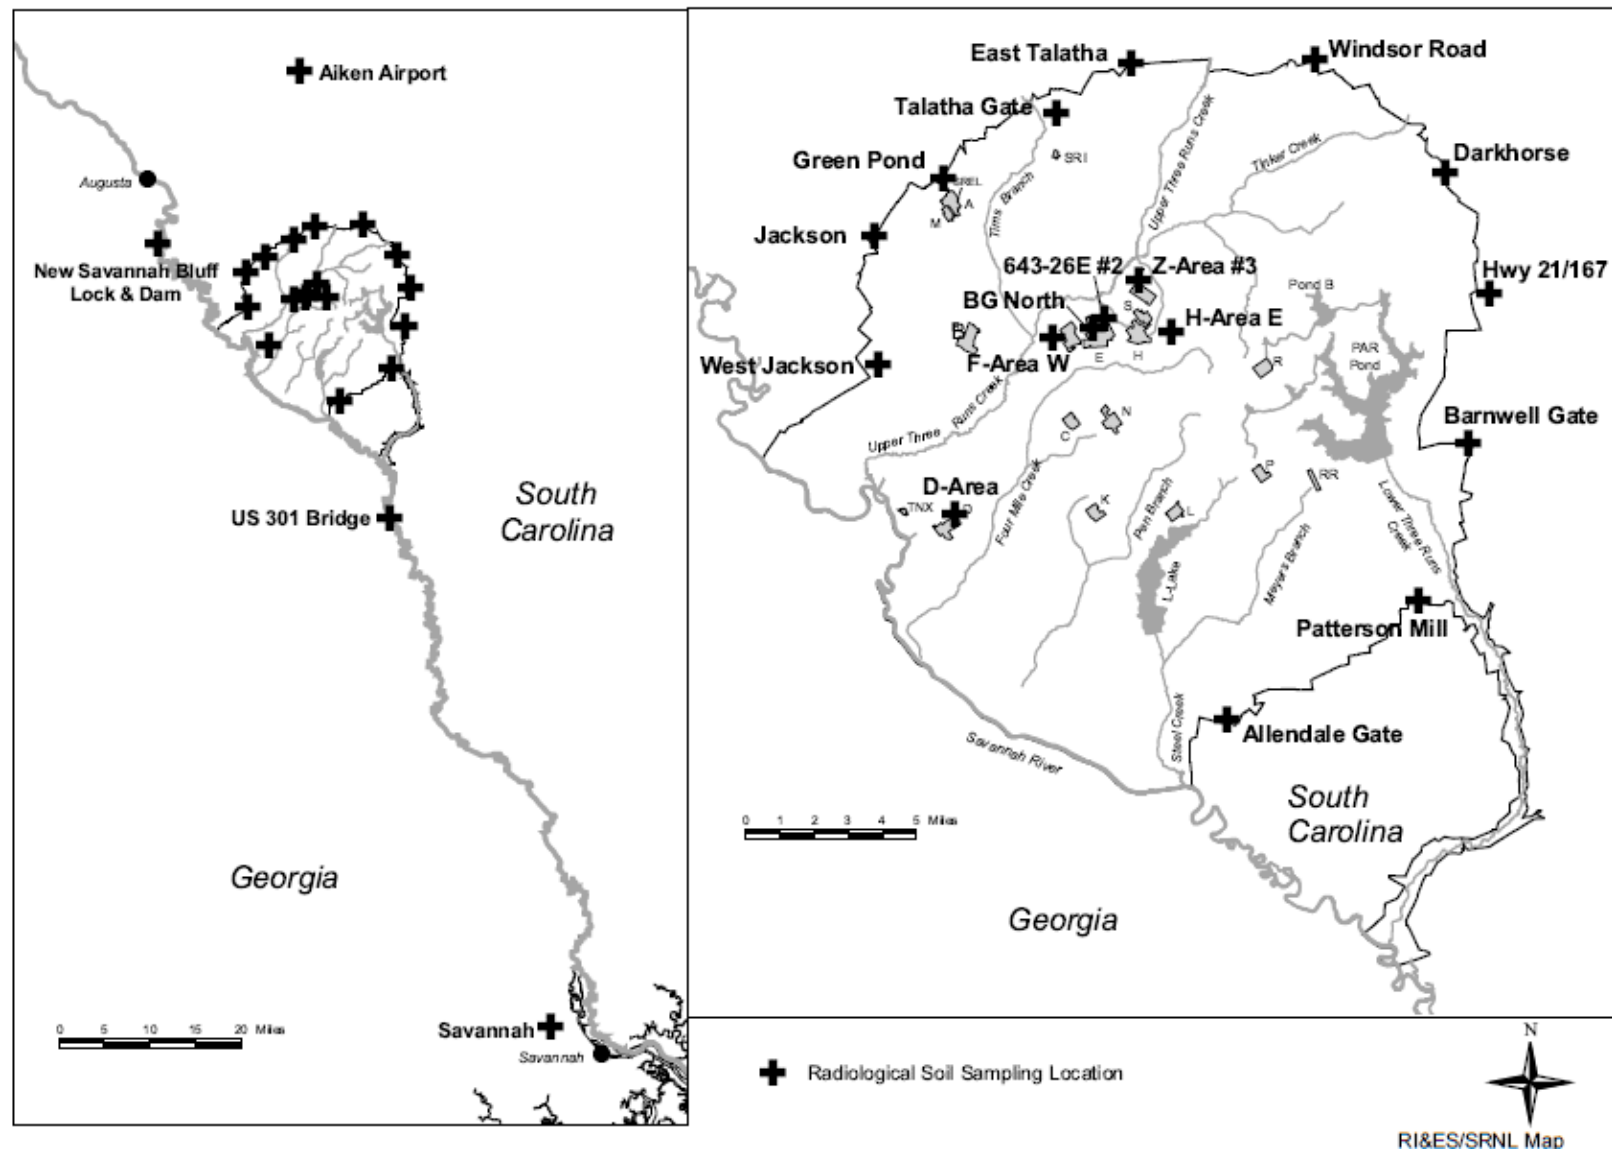 Aiken Airport
Augusta
New Savannah Bluff
Lock & Dam
South
Carolina
US 301 Bridge
Georgia
0 5 10 15 20 Miles
Savannah
Savannah
East Talatha
Windsor Road
Talatha Gate
Green Pond
SRI
Darkhorse
SREL
A
M
Tims Branch
Upper Three Runs Creek
Tinker Creek
Jackson
643-26E #2
Z-Area #3
Hwy 21/167
Pond B
BG North
S
H-Area E
B
West Jackson
F-Area W
E
H
R
PAR
Pond
Upper Three Runs Creek
C
N
Barnwell Gate
D-Area
TNX
D
Four Mile Creek
K
Pen Branch
L
P
RR
Lower Three Runs
Creek
L-Lake
Meyer's Branch
Patterson Mill
Steel Creek
Allendale Gate
Savannah River
South
Carolina
0 1 2 3 4 5 Miles
Georgia
Radiological Soil Sampling Location
N
RI&ES/SRNL Map